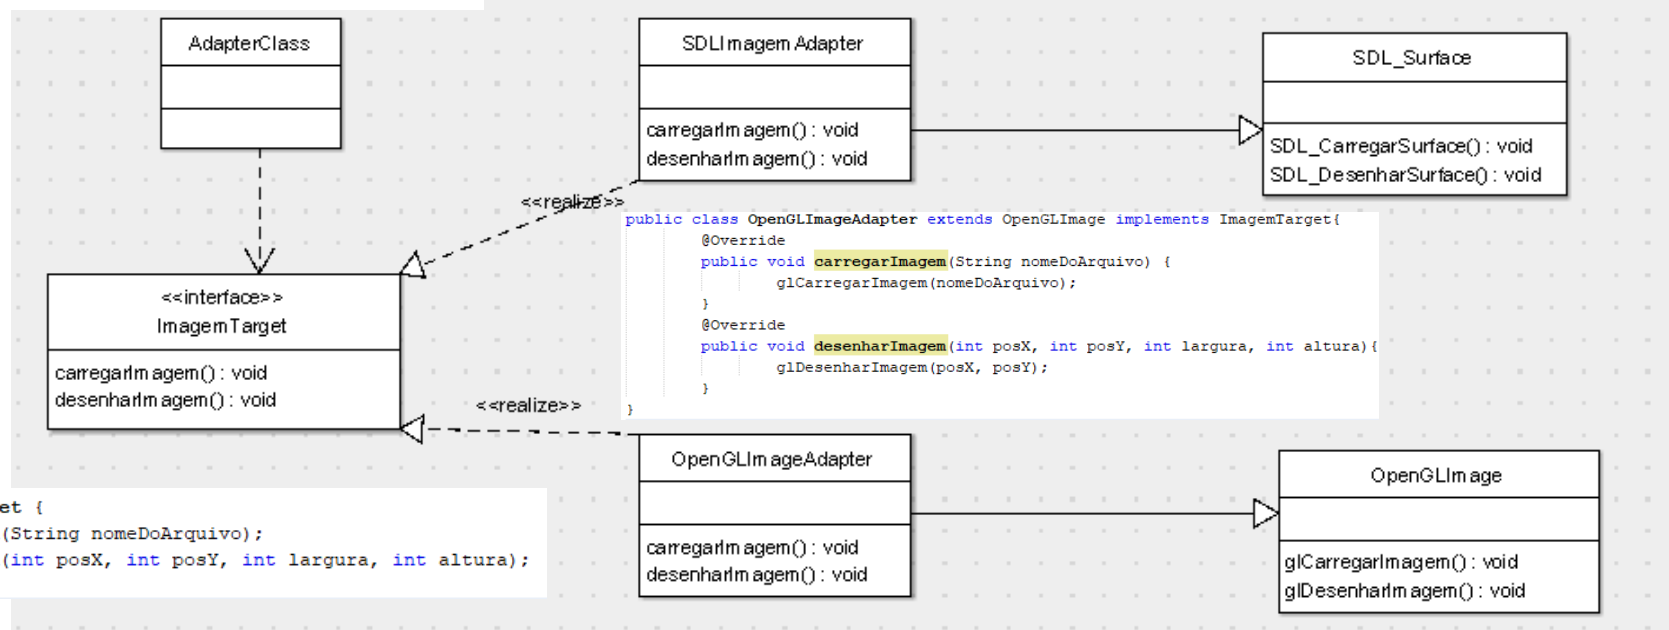 AdapterClass
SDLImagemAdapter
carregarImagem() : void
desenharImagem() : void
SDL_Surface
SDL_CarregarSurface() : void
SDL_DesenharSurface() : void
<<realize>>
public class OpenGLImageAdapter extends OpenGLImage implements ImagemTarget{
@Override
public void carregarImagem(String nomeDoArquivo) {
glCarregarImagem(nomeDoArquivo);
}
@Override
public void desenharImagem(int posX, int posY, int largura, int altura){
glDesenharImagem(posX, posY);
}
}
<<interface>>
ImagemTarget
carregarImagem() : void
desenharImagem() : void
<<realize>>
OpenGLImageAdapter
carregarImagem() : void
desenharImagem() : void
OpenGLImage
glCarregarImagem() : void
glDesenharImagem() : void
et {
(String nomeDoArquivo);
(int posX, int posY, int largura, int altura);